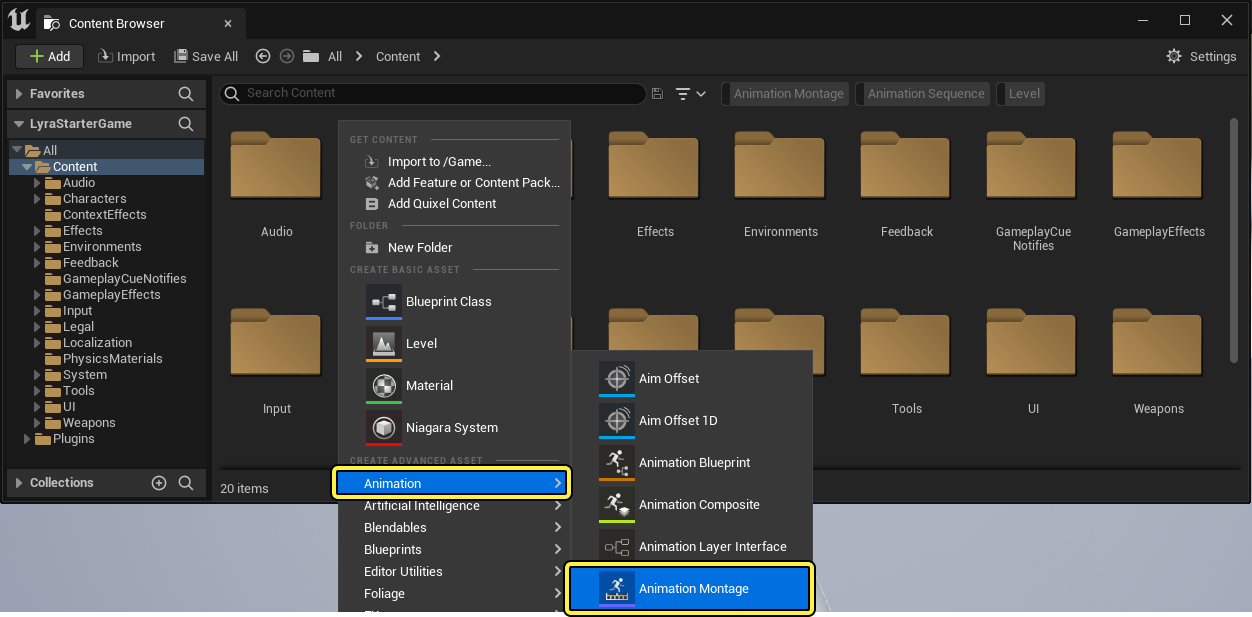 Content Browser
Add
Import
Save All
All
Content
Settings
Favorites
LyraStarterGame
All
Content
Audio
Characters
ContextEffects
Effects
Environments
Feedback
GameplayCueNotifies
GameplayEffects
Input
Legal
Localization
PhysicsMaterials
System
Tools
UI
Weapons
Plugins
Collections
Search Content
Animation Montage
Animation Sequence
Level
Audio
Effects
Environments
Feedback
GameplayCue
Notifies
GameplayEffects
Input
Tools
UI
Weapons
20 items
GET CONTENT
Import to /Game...
Add Feature or Content Pack...
Add Quixel Content
FOLDER
New Folder
CREATE BASIC ASSET
Blueprint Class
Level
Material
Niagara System
CREATE ADVANCED ASSET
Animation
Artificial Intelligence
Blendables
Blueprints
Editor Utilities
Foliage
Aim Offset
Aim Offset 1D
Animation Blueprint
Animation Composite
Animation Layer Interface
Animation Montage